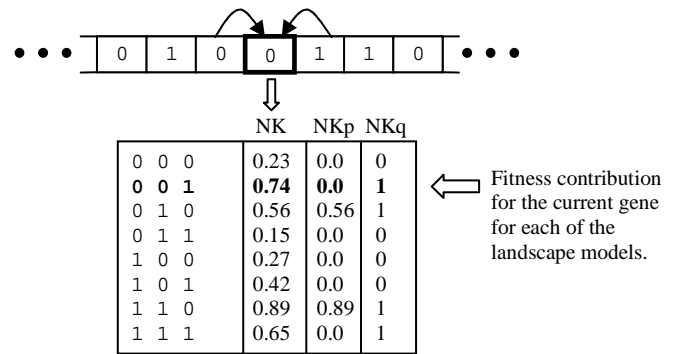 • • • 0 1 0 0 1 1 0 • • •
NK NKp NKq
0 0 0 0.23 0.0 0
0 0 1 0.74 0.0 1
0 1 0 0.56 0.56 1
0 1 1 0.15 0.0 0
1 0 0 0.27 0.0 0
1 0 1 0.42 0.0 0
1 1 0 0.89 0.89 1
1 1 1 0.65 0.0 1
Fitness contribution
for the current gene
for each of the
landscape models.